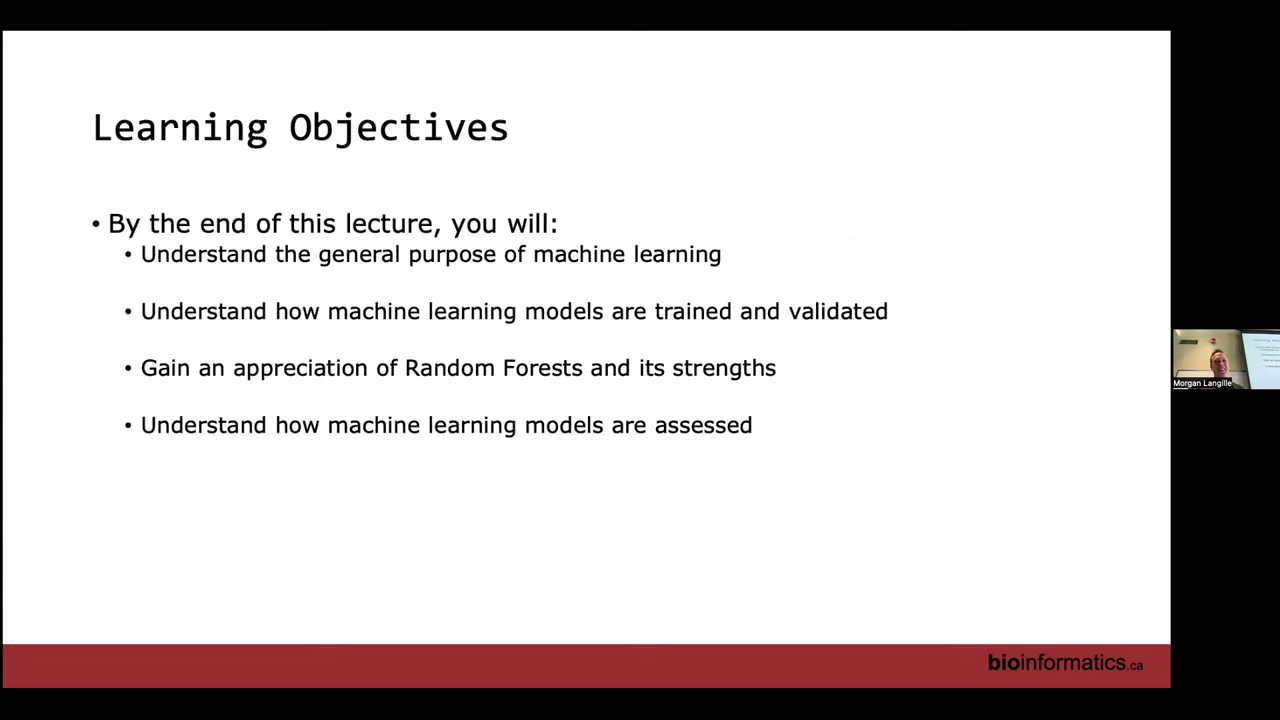 Learning Objectives
• By the end of this lecture, you will:
• Understand the general purpose of machine learning
• Understand how machine learning models are trained and validated
• Gain an appreciation of Random Forests and its strengths
• Understand how machine learning models are assessed
Morgan Langille
bioinformatics.ca